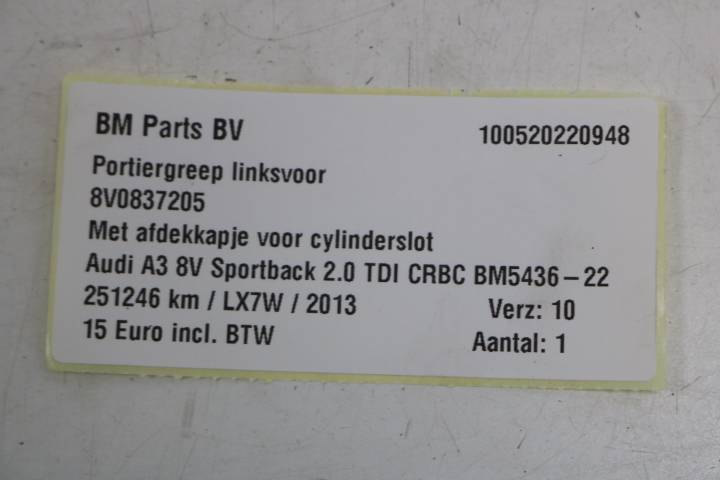 BM Parts BV 100520220948
Portiergreep linksvoor
8V0837205
Met afdekkapje voor cylinderslot
Audi A3 8V Sportback 2.0 TDI CRBC BM5436-22
251246 km / LX7W / 2013 Verz: 10
15 Euro incl. BTW Aantal: 1